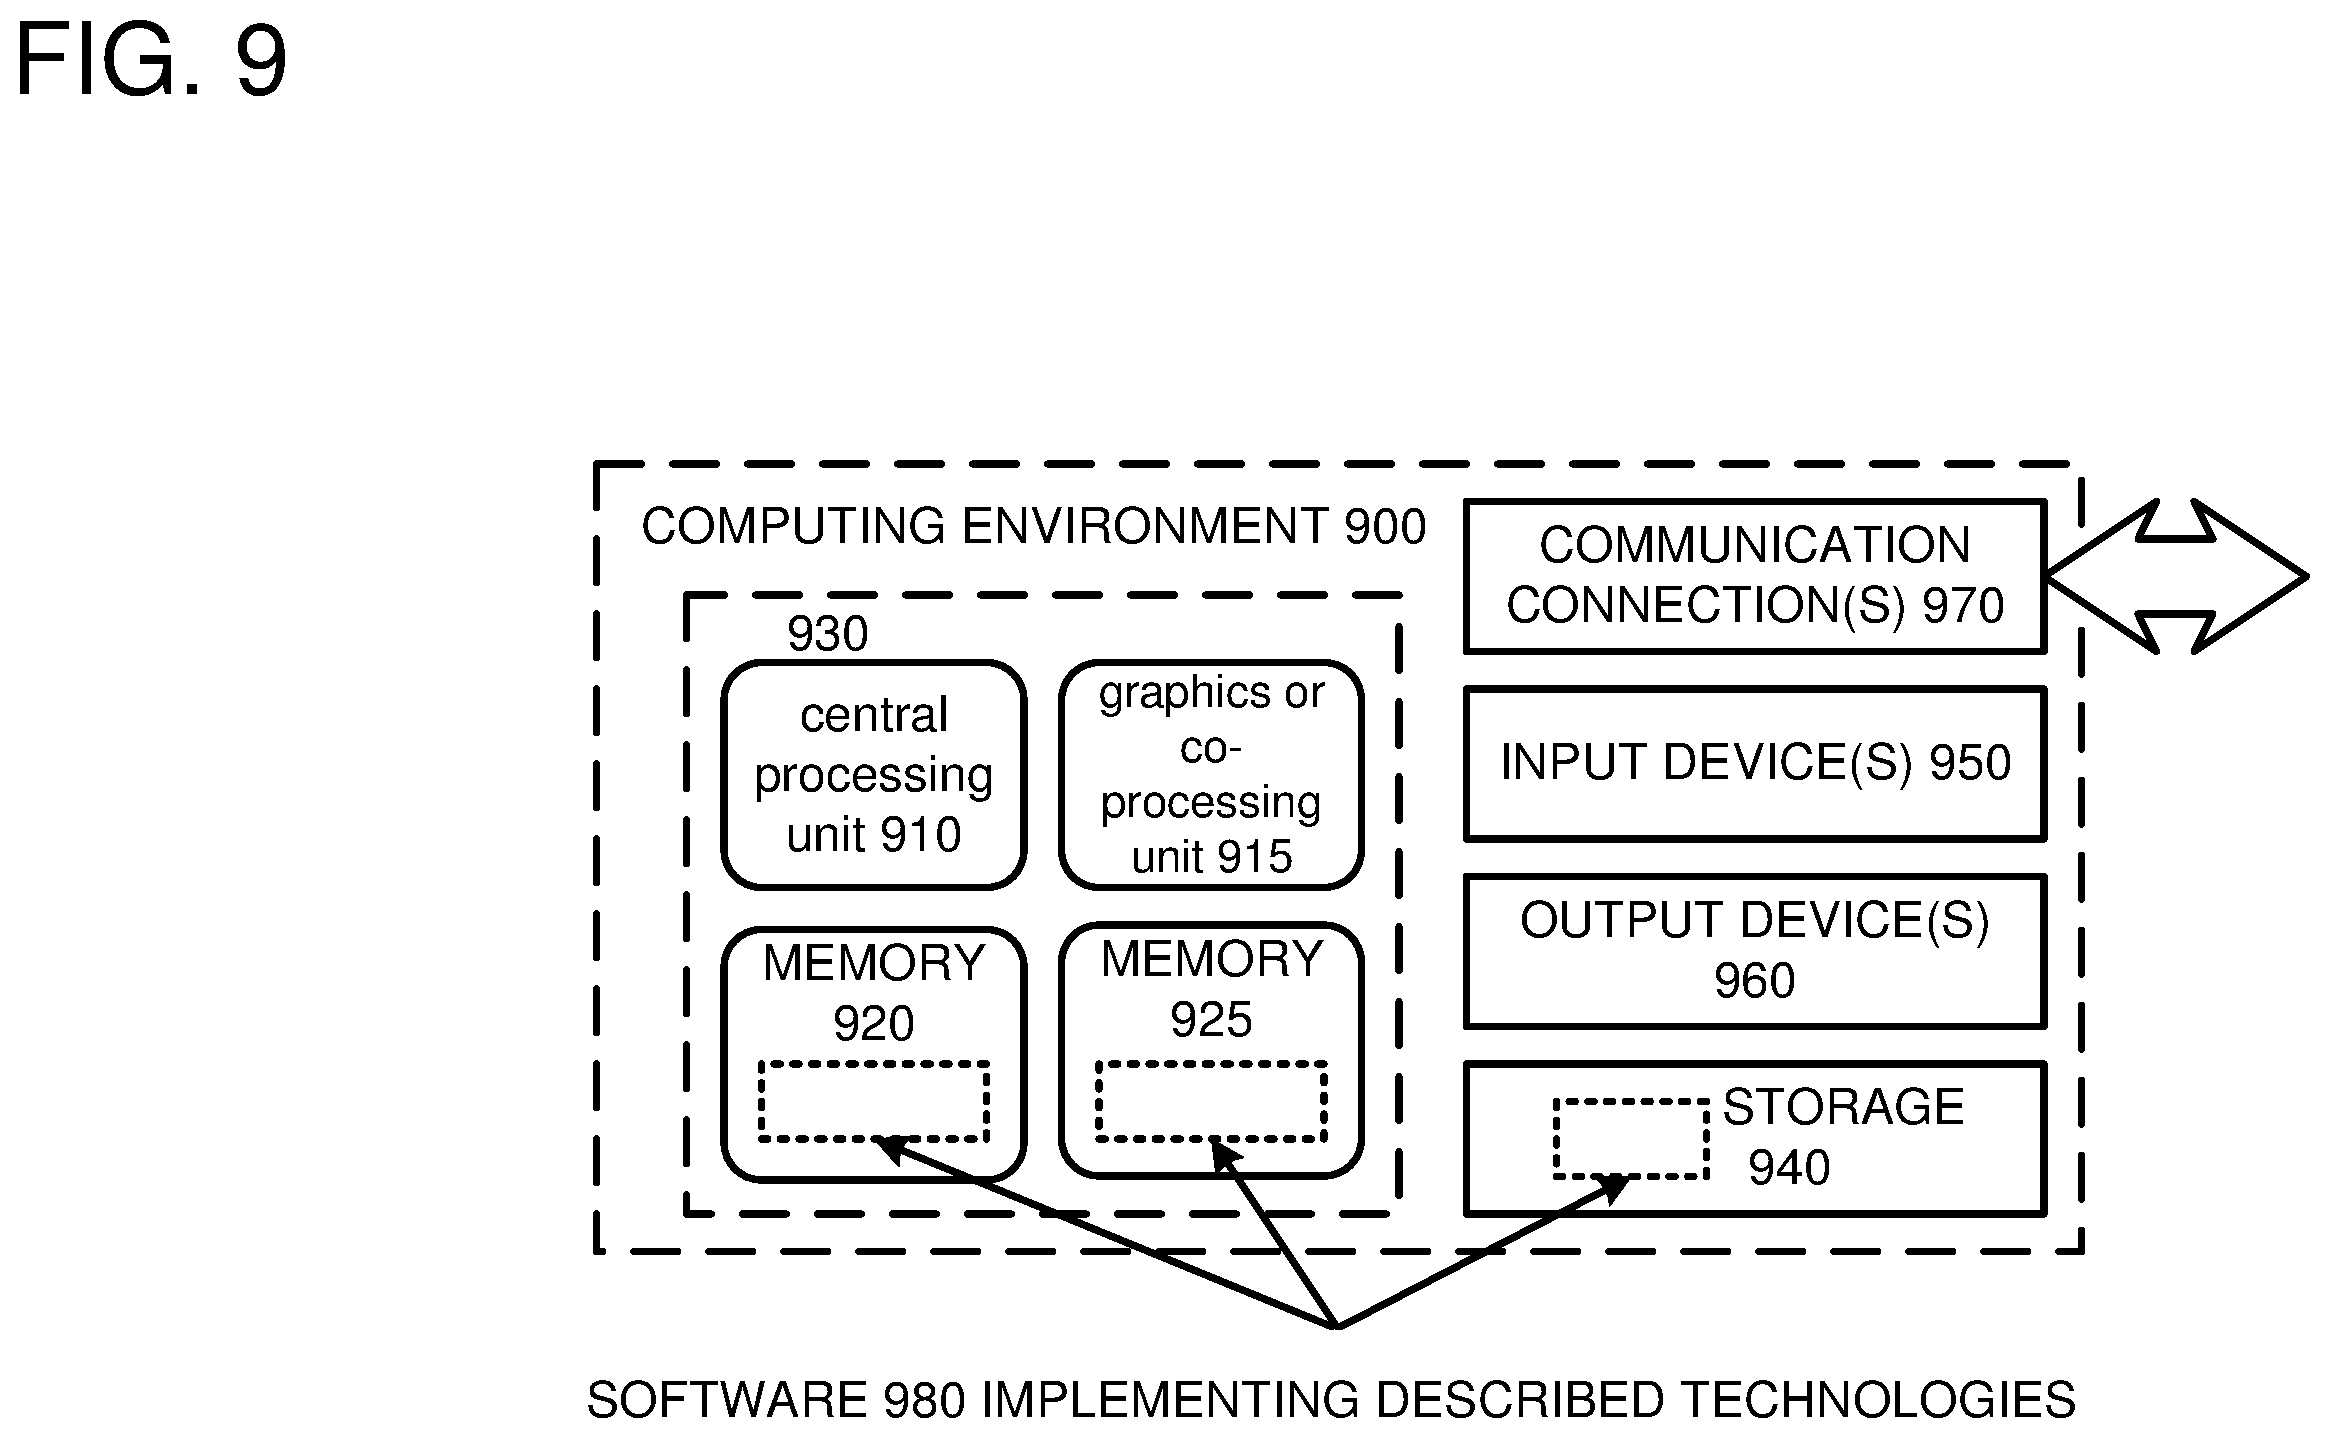 FIG. 9
COMPUTING ENVIRONMENT 900
930
central
processing
unit 910
graphics or
co-
processing
unit 915
MEMORY
920
MEMORY
925
COMMUNICATION
CONNECTION(S) 970
INPUT DEVICE(S) 950
OUTPUT DEVICE(S)
960
STORAGE
940
SOFTWARE 980 IMPLEMENTING DESCRIBED TECHNOLOGIES